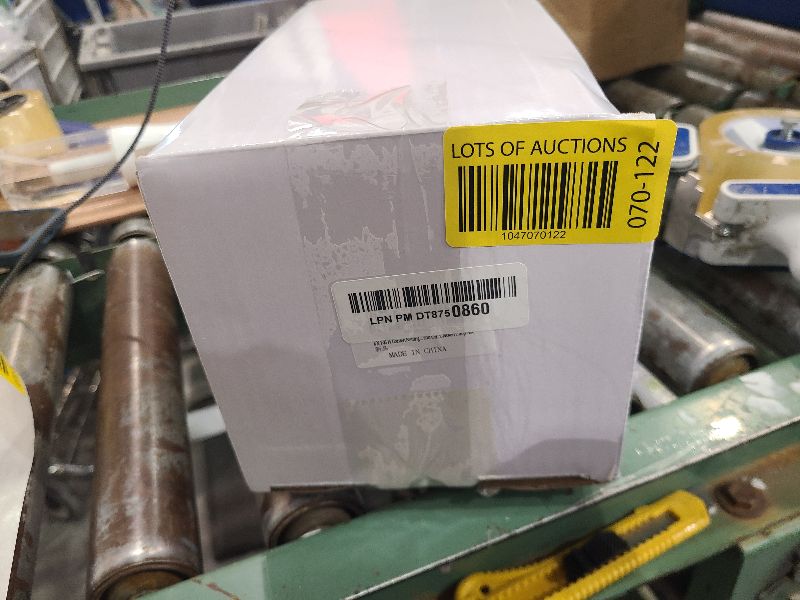 LOTS OF AUCTIONS
1047070122
070-122
LPN PM DT8750860
MADE IN CHINA